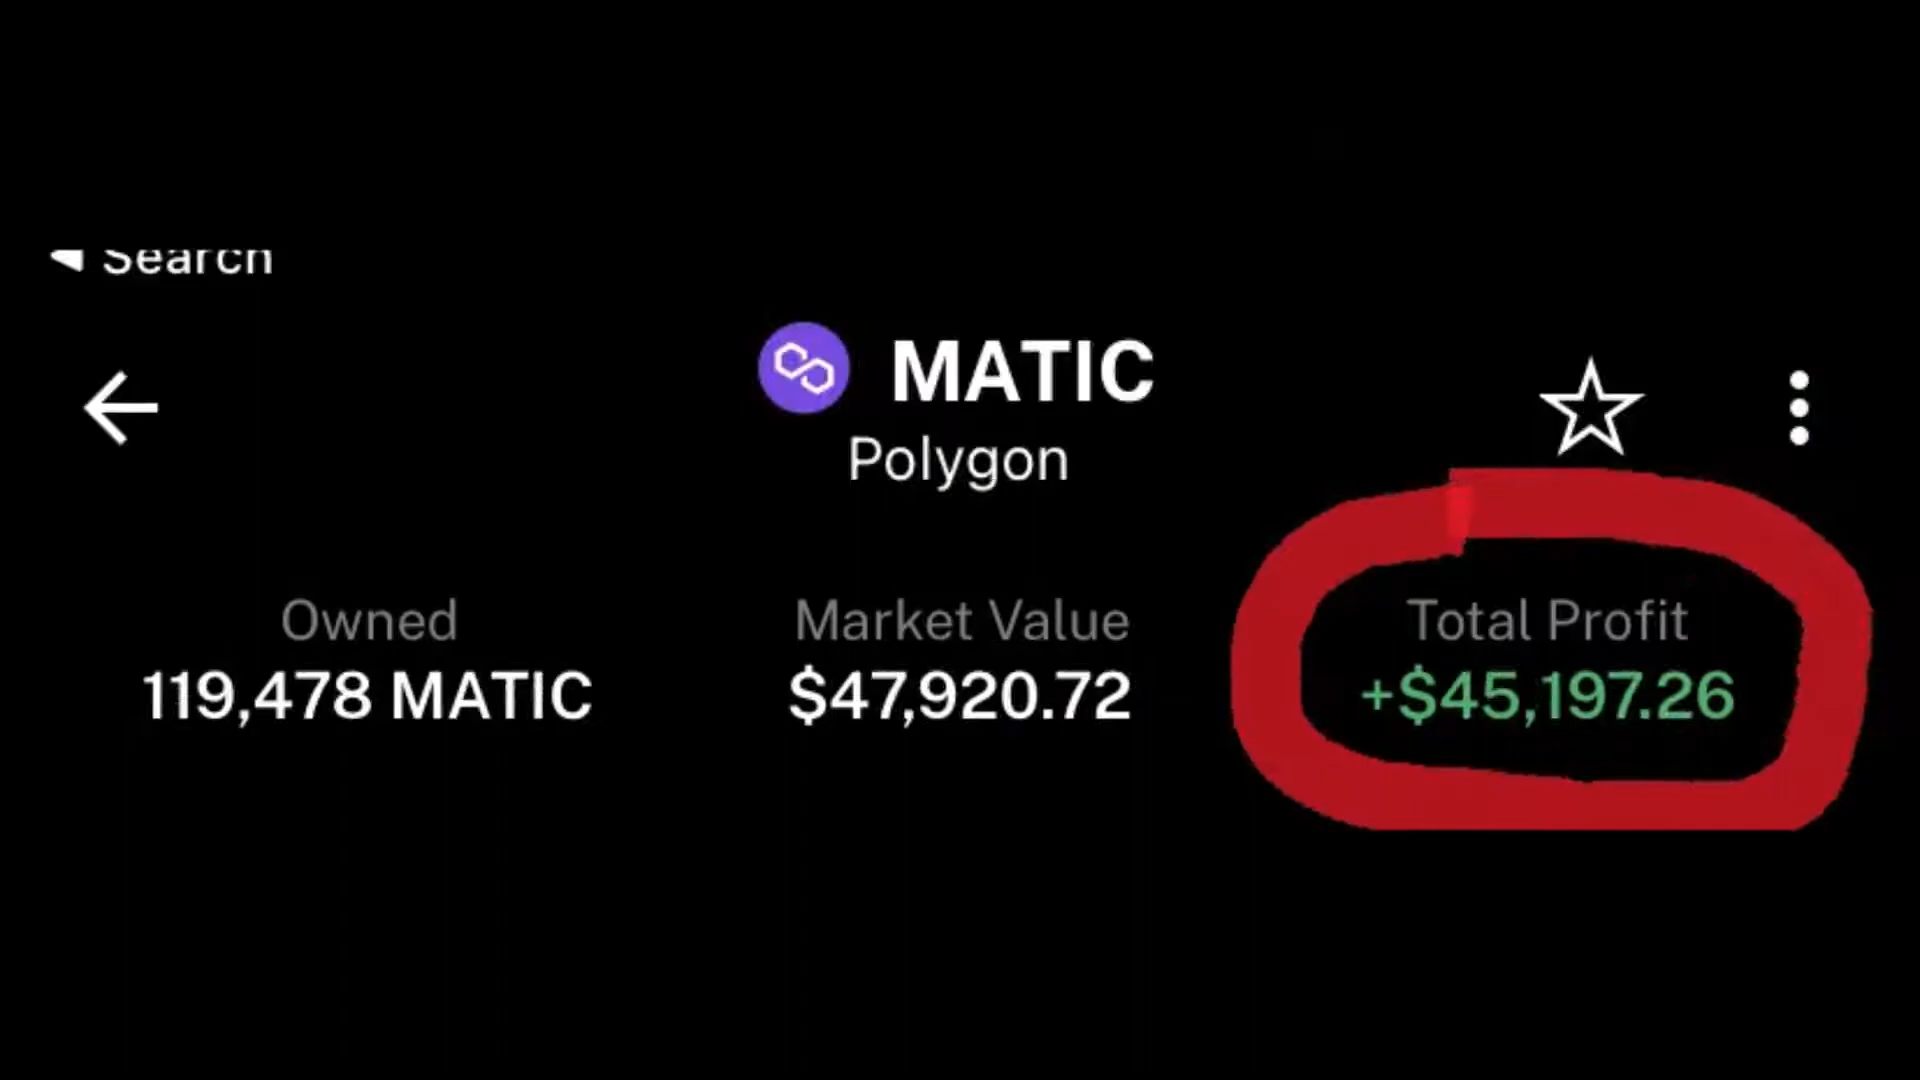 Search
MATIC
Polygon
Owned
Market Value
Total Profit
119,478 MATIC
$47,920.72
+$45,197.26